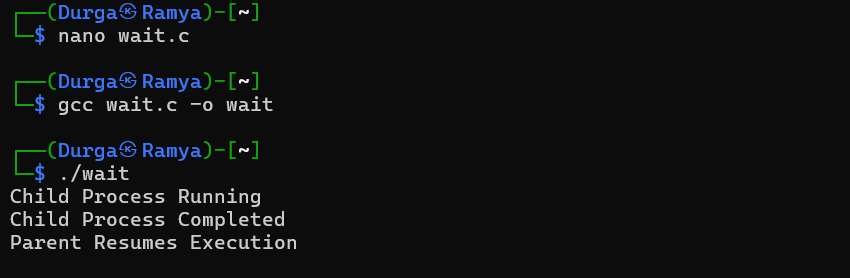 ┌──(Durga㉿Ramya)-[~]
└─$ nano wait.c
┌──(Durga㉿Ramya)-[~]
└─$ gcc wait.c -o wait
┌──(Durga㉿Ramya)-[~]
└─$ ./wait
Child Process Running
Child Process Completed
Parent Resumes Execution